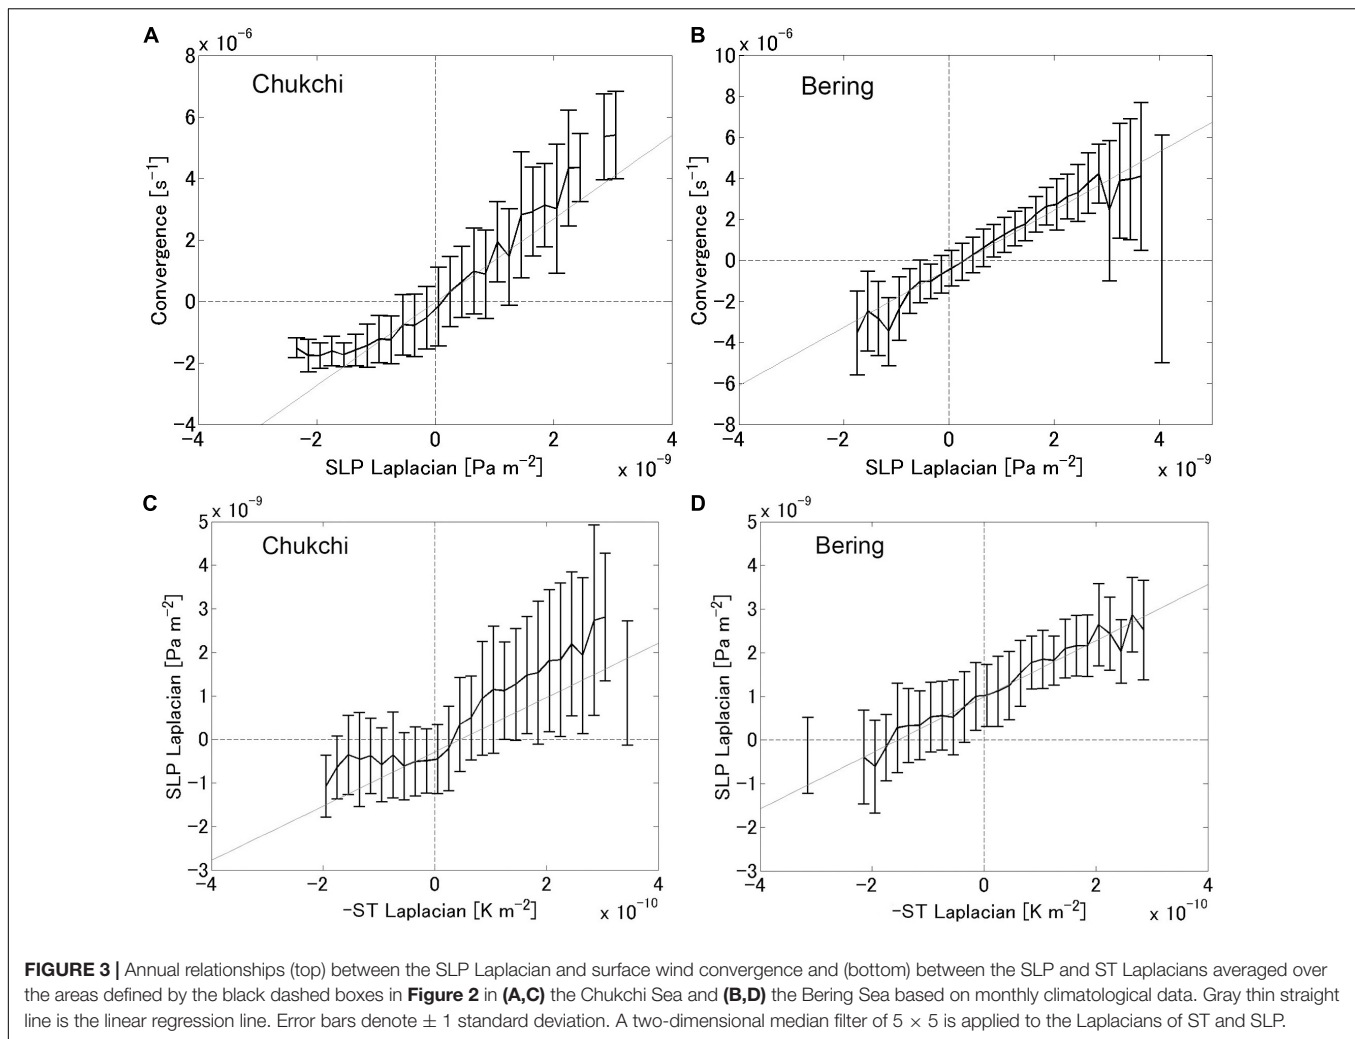 A
x 10⁻⁶
8
6
4
2
0
−2
−4
Convergence [s⁻¹]
Chukchi
−4 −2 0 2 4
SLP Laplacian [Pa m⁻²]
x 10⁻⁹
B
x 10⁻⁶
10
8
6
4
2
0
−2
−4
−6
−8
Convergence [s⁻¹]
Bering
−4 −2 0 2 4
SLP Laplacian [Pa m⁻²]
x 10⁻⁹
C
x 10⁻⁹
5
4
3
2
1
0
−1
−2
−3
SLP Laplacian [Pa m⁻²]
Chukchi
−4 −2 0 2 4
-ST Laplacian [K m⁻²]
x 10⁻¹⁰
D
x 10⁻⁹
5
4
3
2
1
0
−1
−2
−3
SLP Laplacian [Pa m⁻²]
Bering
−4 −2 0 2 4
-ST Laplacian [K m⁻²]
x 10⁻¹⁰
FIGURE 3 | Annual relationships (top) between the SLP Laplacian and surface wind convergence and (bottom) between the SLP and ST Laplacians averaged over
the areas defined by the black dashed boxes in Figure 2 in (A,C) the Chukchi Sea and (B,D) the Bering Sea based on monthly climatological data. Gray thin straight
line is the linear regression line. Error bars denote ± 1 standard deviation. A two-dimensional median filter of 5 × 5 is applied to the Laplacians of ST and SLP.